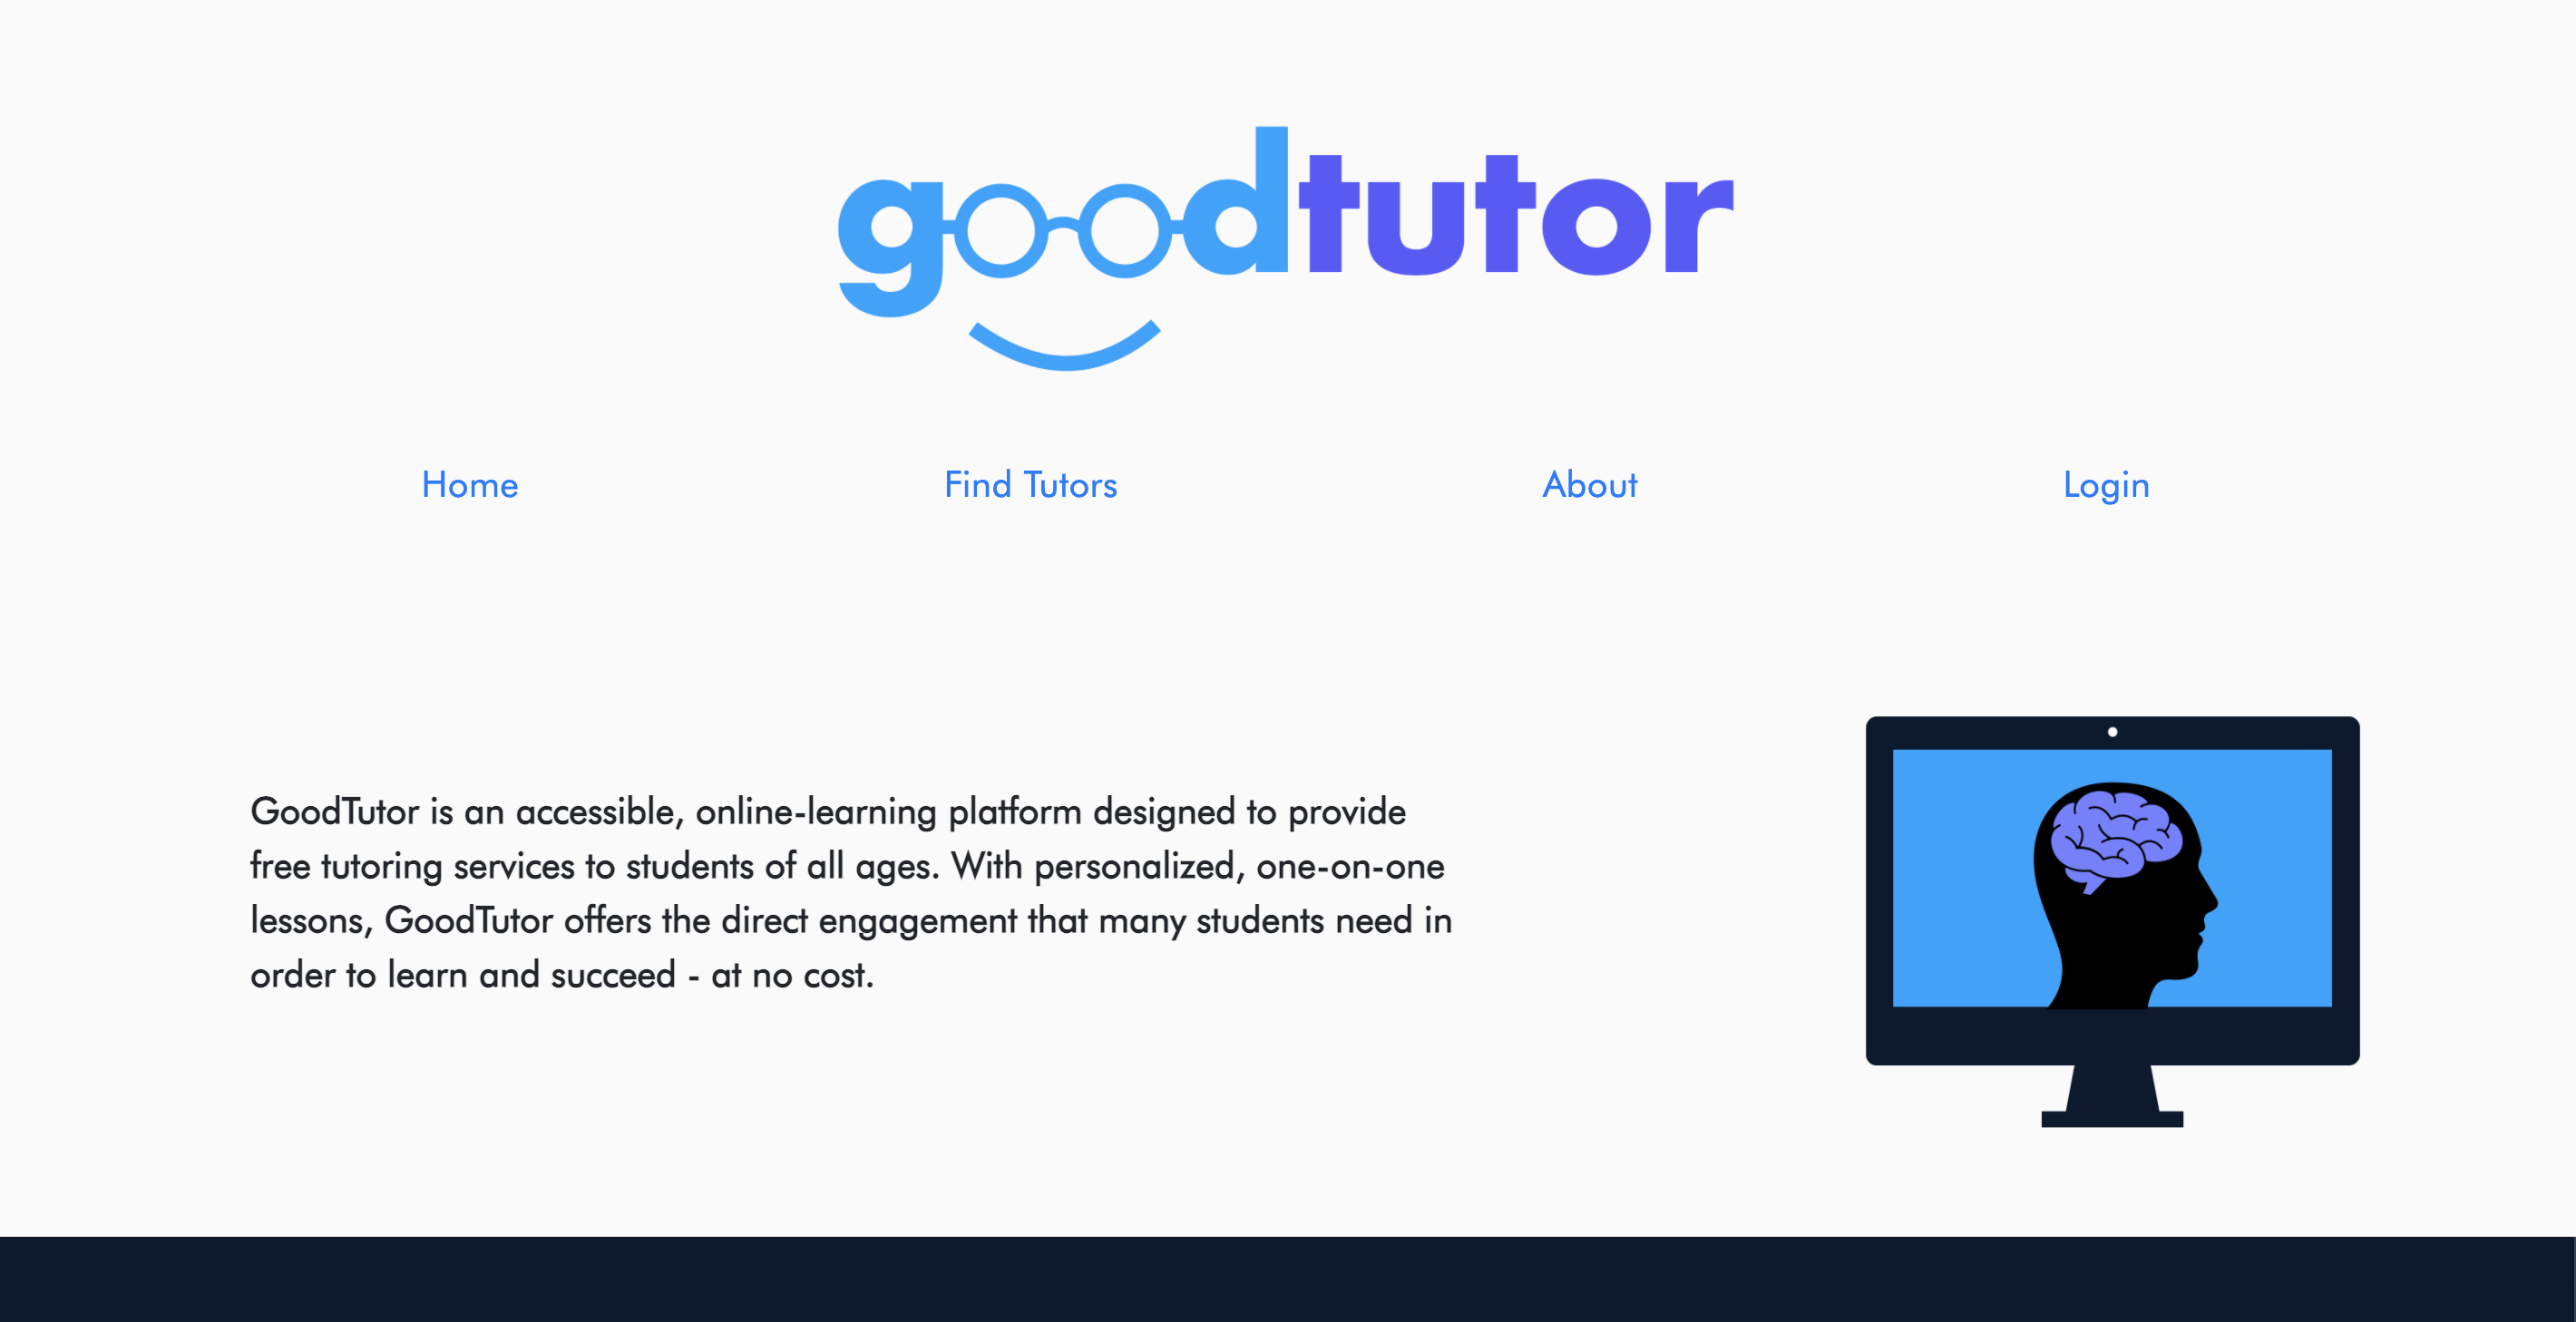 goodtutor
Home Find Tutors About Login
GoodTutor is an accessible, online-learning platform designed to provide
free tutoring services to students of all ages. With personalized, one-on-one
lessons, GoodTutor offers the direct engagement that many students need in
order to learn and succeed - at no cost.